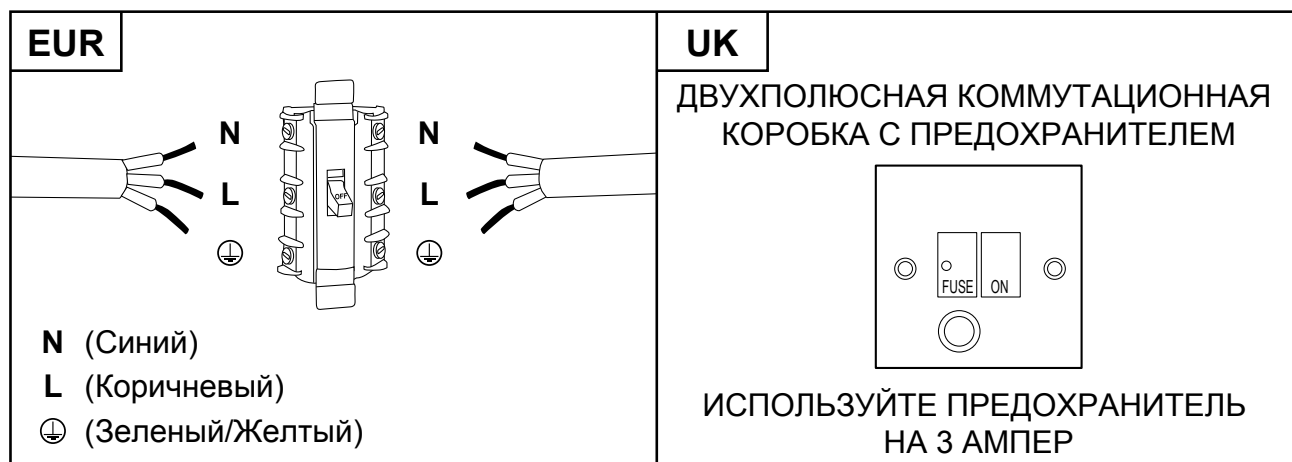 EUR
N N
L OFF L
N (Синий)
L (Коричневый)
(Зеленый/Желтый)
UK
ДВУХПОЛЮСНАЯ КОММУТАЦИОННАЯ
КОРОБКА С ПРЕДОХРАНИТЕЛЕМ
FUSE ON
ИСПОЛЬЗУЙТЕ ПРЕДОХРАНИТЕЛЬ
НА 3 АМПЕР